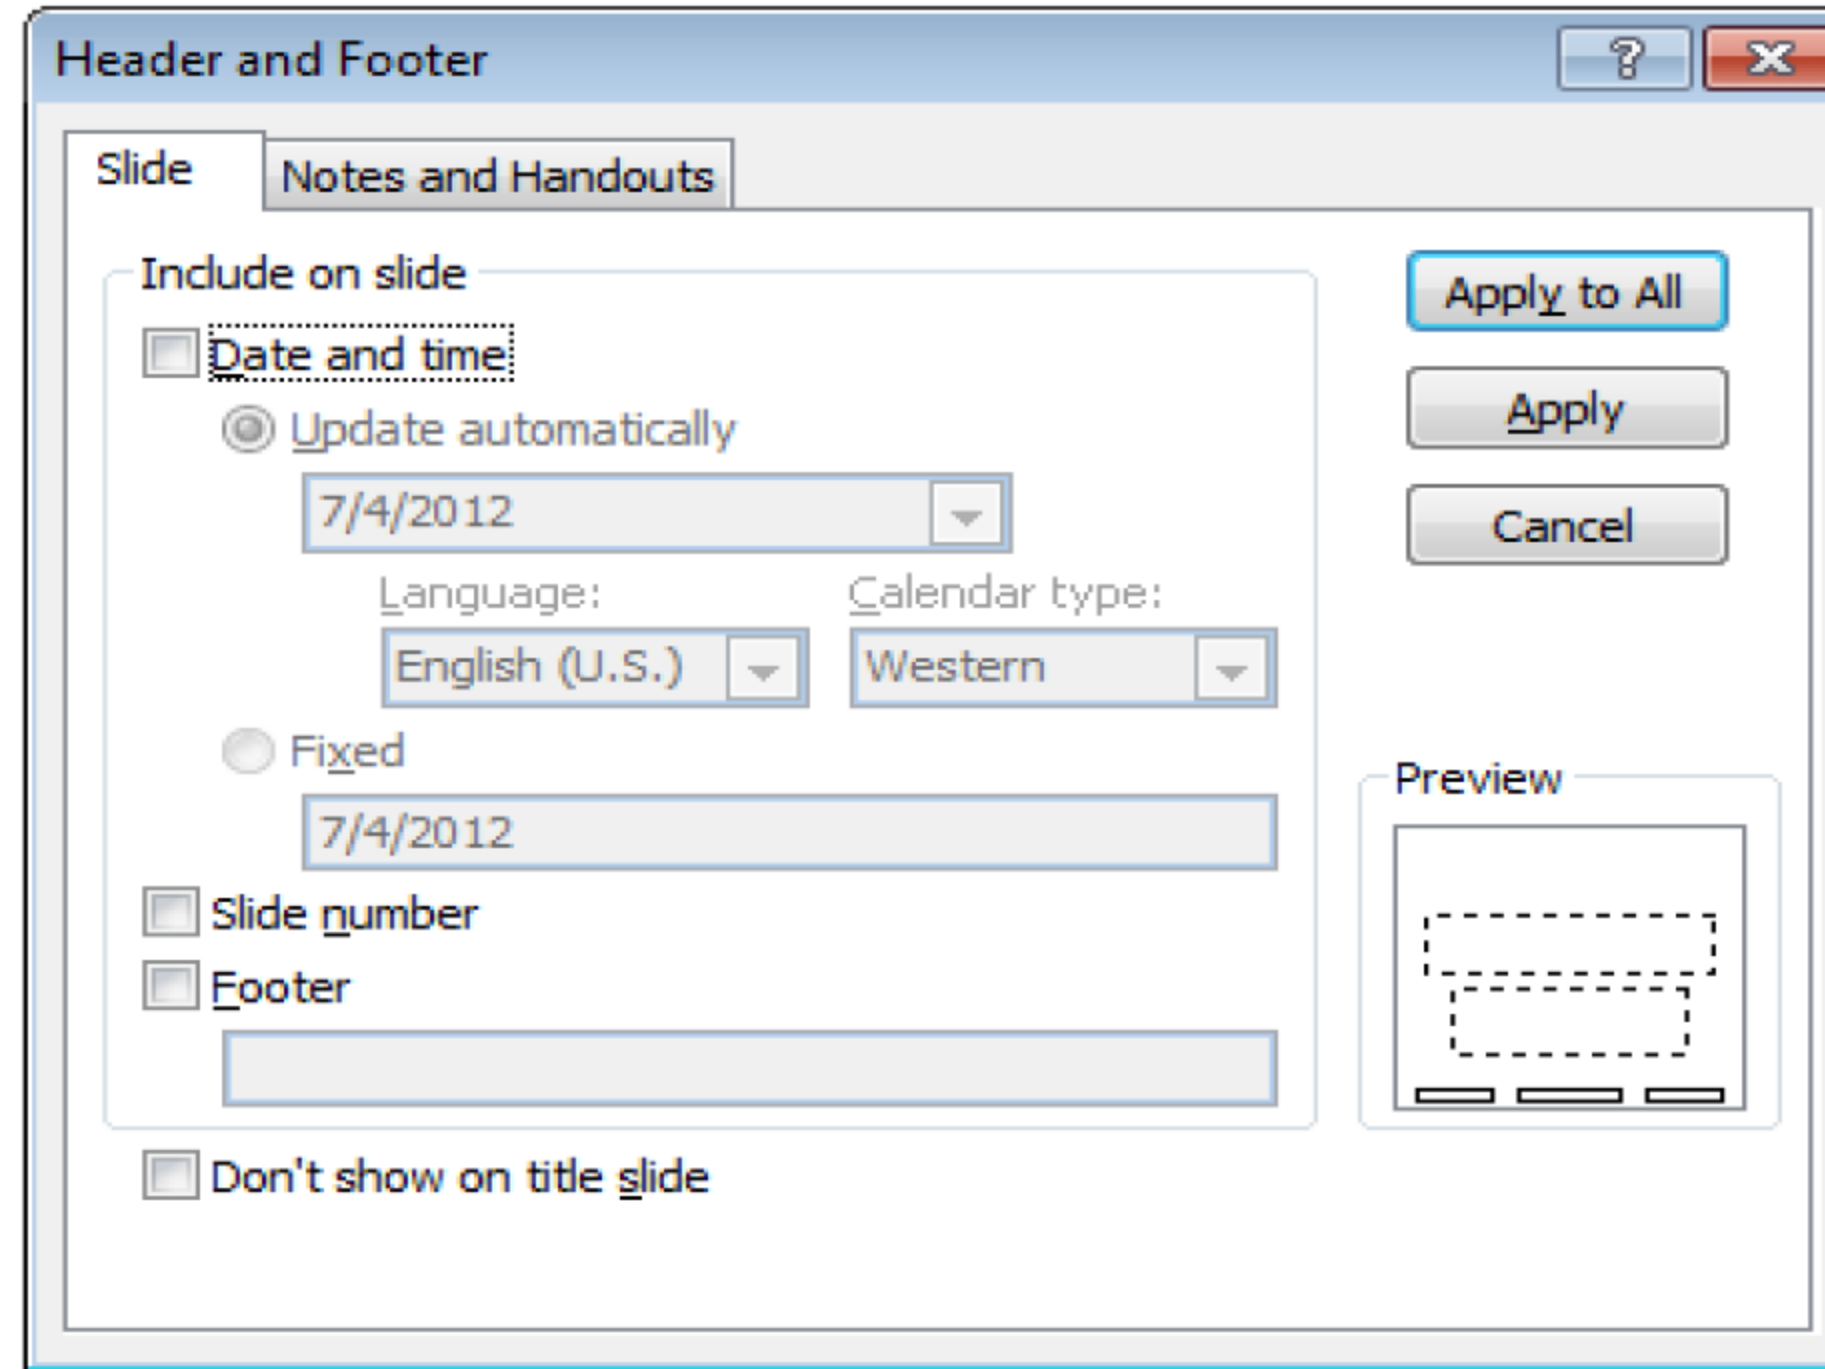 Header and Footer
Slide
Notes and Handouts
Include on slide
Date and time
Update automatically
7/4/2012
Language:
Calendar type:
English (U.S.)
Western
Fixed
7/4/2012
Slide number
Footer
Don't show on title slide
Apply to All
Apply
Cancel
Preview